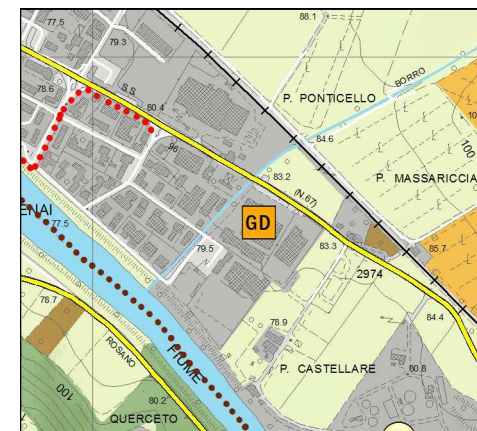 77.5
88.1
79.3
BORRO
78.6
S.S.
80.4
P. PONTICELLO
10
84.6
96
100
83.2
P. MASSARICCIA
(N 67)
ENAI
77.5
GD
79.5
83.3
85.7
2974
78.7
84.4
78.9
ROSANO
FIUME
P. CASTELLARE
80.8
100
80.2
QUERCETO